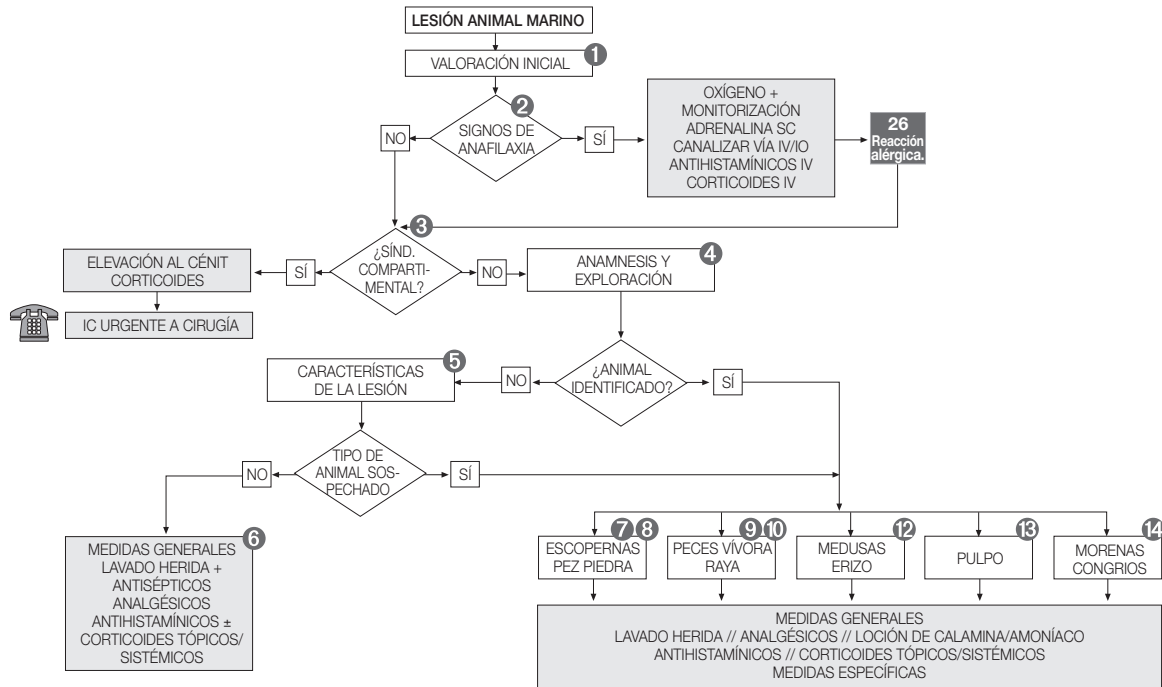 LESIÓN ANIMAL MARINO
1
VALORACIÓN INICIAL
2
SIGNOS DE
ANAFILAXIA
NO
SÍ
OXÍGENO +
MONITORIZACIÓN
ADRENALINA SC
CANALIZAR VÍA IV/IO
ANTIHISTAMÍNICOS IV
CORTICOIDES IV
26
Reacción
alérgica.
3
¿SÍND.
COMPARTI-
MENTAL?
SÍ
NO
ELEVACIÓN AL CÉNIT
CORTICOIDES
IC URGENTE A CIRUGÍA
4
ANAMNESIS Y
EXPLORACIÓN
¿ANIMAL
IDENTIFICADO?
NO
SÍ
5
CARACTERÍSTICAS
DE LA LESIÓN
TIPO DE
ANIMAL SOS-
PECHADO
NO
SÍ
6
MEDIDAS GENERALES
LAVADO HERIDA +
ANTISÉPTICOS
ANALGÉSICOS
ANTIHISTAMÍNICOS ±
CORTICOIDES TÓPICOS/
SISTÉMICOS
7 8
ESCOPERNAS
PEZ PIEDRA
9 10
PECES VÍVORA
RAYA
12
MEDUSAS
ERIZO
13
PULPO
14
MORENAS
CONGRIOS
MEDIDAS GENERALES
LAVADO HERIDA // ANALGÉSICOS // LOCIÓN DE CALAMINA/AMONÍACO
ANTIHISTAMÍNICOS // CORTICOIDES TÓPICOS/SISTÉMICOS
MEDIDAS ESPECÍFICAS